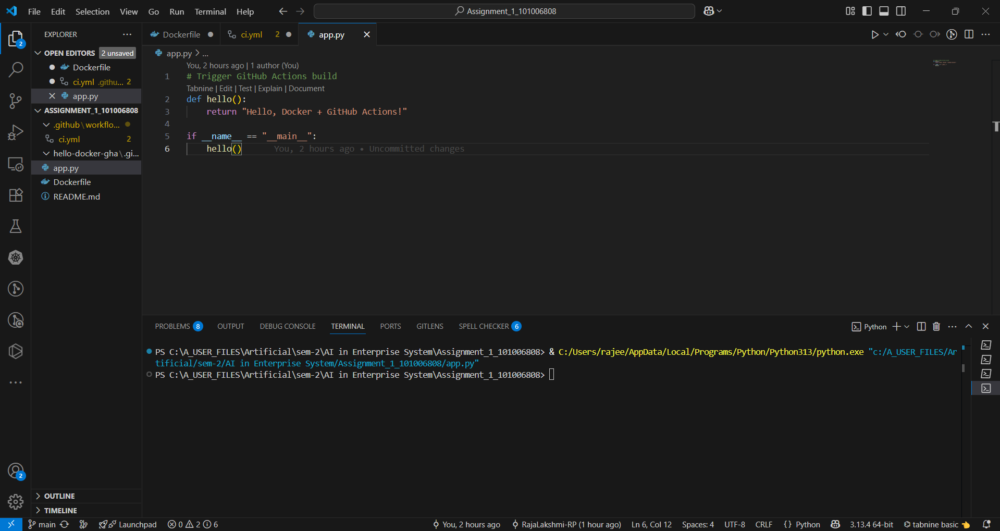 File Edit Selection View Go Run Terminal Help
Assignment_1_101006808
EXPLORER
OPEN EDITORS 2 unsaved
Dockerfile
ci.yml .githu... 2
app.py
ASSIGNMENT_1_101006808
.github\workflo...
ci.yml 2
hello-docker-gha\.gi...
app.py
Dockerfile
README.md
OUTLINE
TIMELINE
2
2
Dockerfile
ci.yml 2
app.py
app.py > ...
You, 2 hours ago | 1 author (You)
1 # Trigger GitHub Actions build
Tabnine | Edit | Test | Explain | Document
2 def hello():
3 return "Hello, Docker + GitHub Actions!"
4
5 if __name__ == "__main__":
6 hello() You, 2 hours ago • Uncommitted changes
PROBLEMS 8 OUTPUT DEBUG CONSOLE TERMINAL PORTS GITLENS SPELL CHECKER 6
Python
PS C:\A_USER_FILES\Artificial\sem-2\AI in Enterprise System\Assignment_1_101006808> & C:/Users/rajee/AppData/Local/Programs/Python/Python313/python.exe "c:/A_USER_FILES/Ar
tificial/sem-2/AI in Enterprise System/Assignment_1_101006808/app.py"
PS C:\A_USER_FILES\Artificial\sem-2\AI in Enterprise System\Assignment_1_101006808>
main Launchpad 0 2 6 You, 2 hours ago RajaLakshmi-RP (1 hour ago) Ln 6, Col 12 Spaces: 4 UTF-8 CRLF {} Python 3.13.4 64-bit tabnine basic